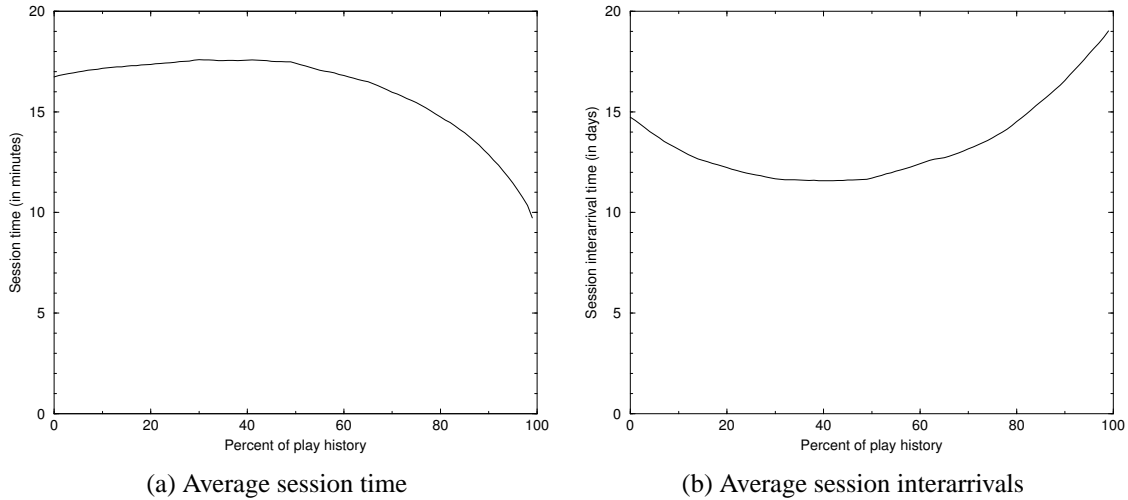 20
15
10
5
0
Session time (in minutes)
0 20 40 60 80 100
Percent of play history
(a) Average session time
20
15
10
5
0
Session interarrival time (in days)
0 20 40 60 80 100
Percent of play history
(b) Average session interarrivals